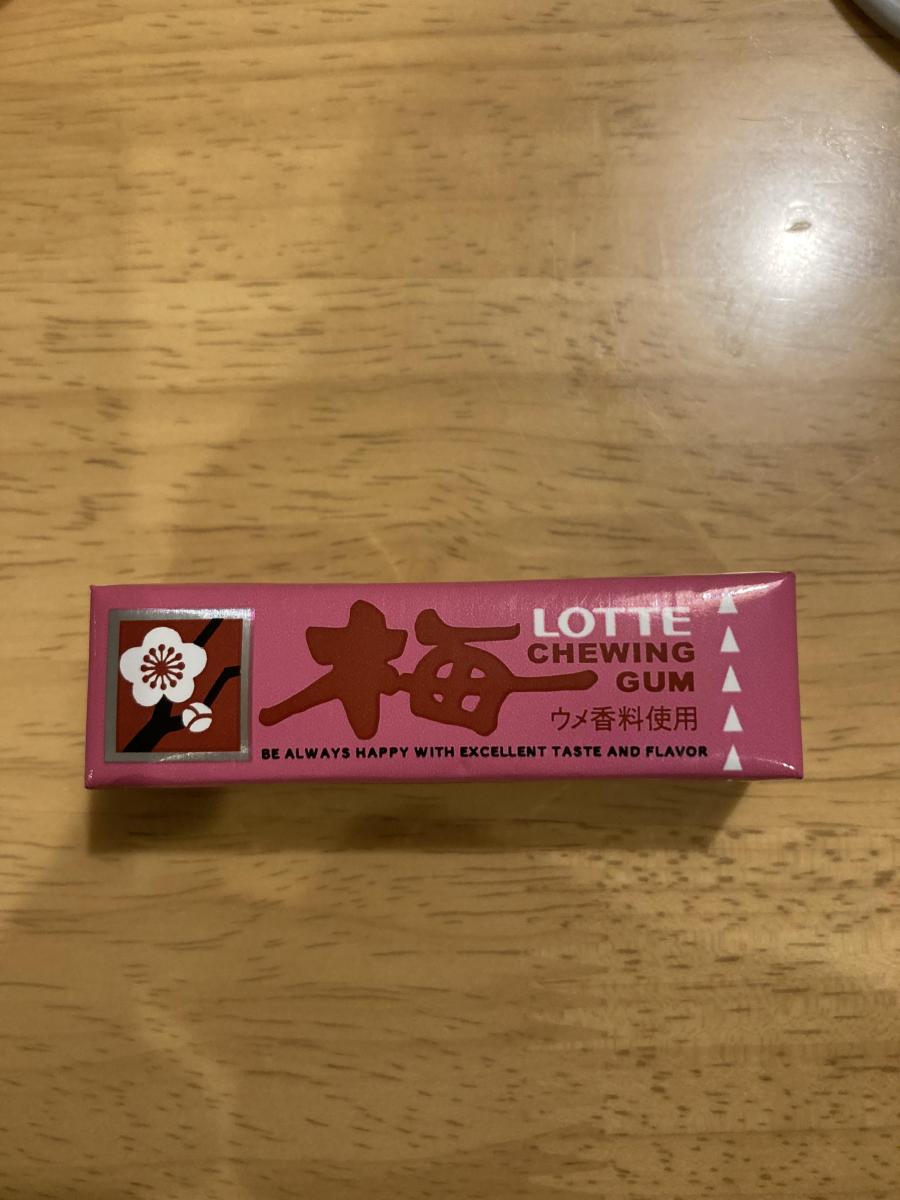 梅
LOTTE
CHEWING
GUM
ウメ香料使用
BE ALWAYS HAPPY WITH EXCELLENT TASTE AND FLAVOR